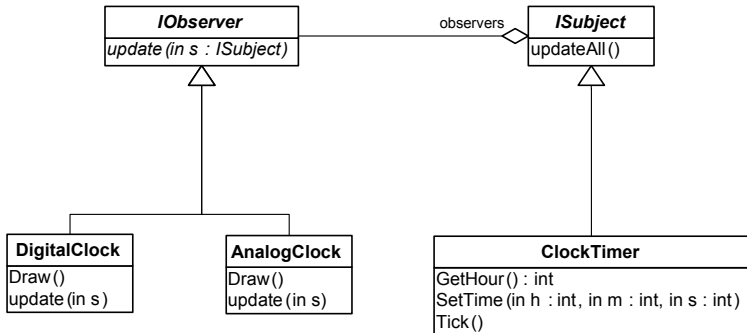 IObserver
update(in s : ISubject)
observers
ISubject
updateAll()
DigitalClock
Draw()
update(in s)
AnalogClock
Draw()
update(in s)
ClockTimer
GetHour() : int
SetTime(in h : int, in m : int, in s : int)
Tick()